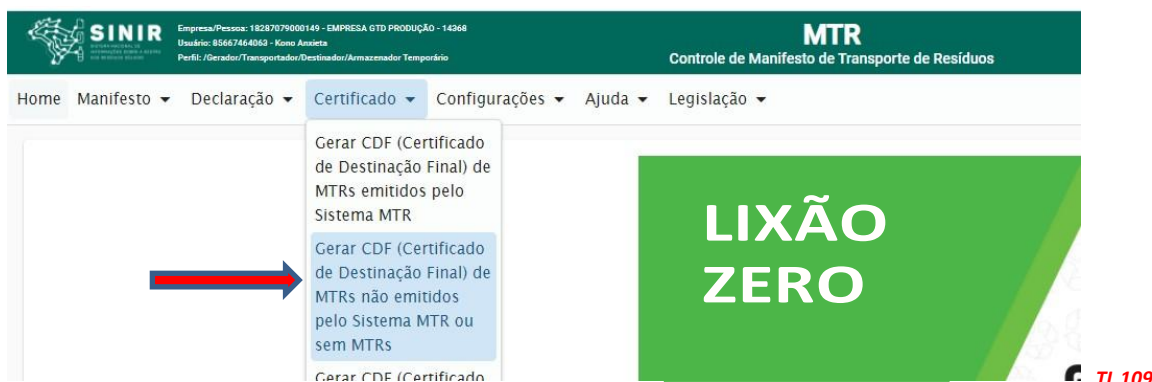 SINIR
Empresa/Pessoa: 18287079000149 - EMPRESA GTD PRODUÇÃO - 14368
Usuário: 85667464063 - Kono Anxieta
Perfil: /Gerador/Transportador/Destinador/Armazenador Temporário
MTR
Controle de Manifesto de Transporte de Resíduos
Home Manifesto Declaração Certificado Configurações Ajuda Legislação
Gerar CDF (Certificado
de Destinação Final) de
MTRs emitidos pelo
Sistema MTR
Gerar CDF (Certificado
de Destinação Final) de
MTRs não emitidos
pelo Sistema MTR ou
sem MTRs
Gerar CDF (Certificado
LIXÃO
ZERO
TL 109